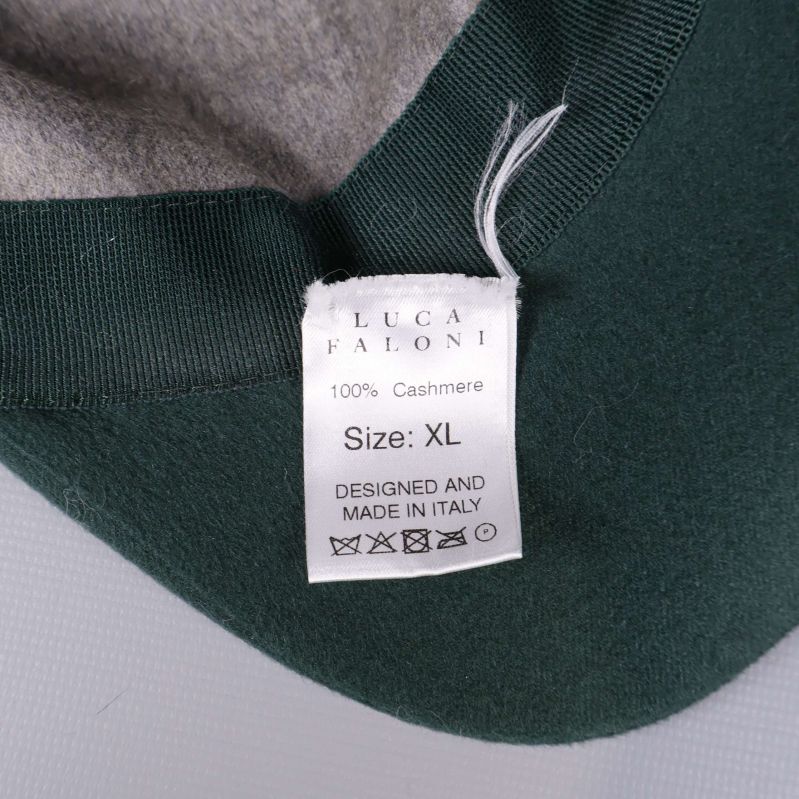 LUCA
FALONI
100% Cashmere
Size: XL
DESIGNED AND
MADE IN ITALY
P